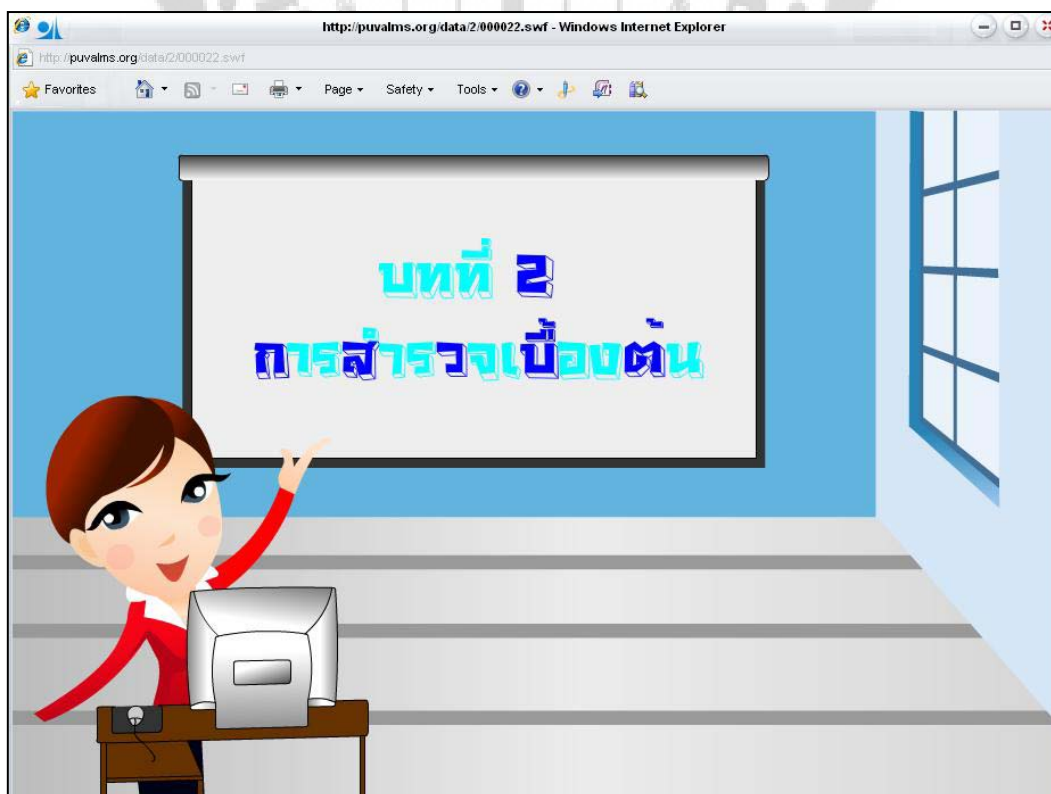 http://puvalms.org/data/2/000022.swf - Windows Internet Explorer
http://puvalms.org/data/2/000022.swf
Favorites Page Safety Tools
บทที่ 2
การสำรวจเบื้องต้น